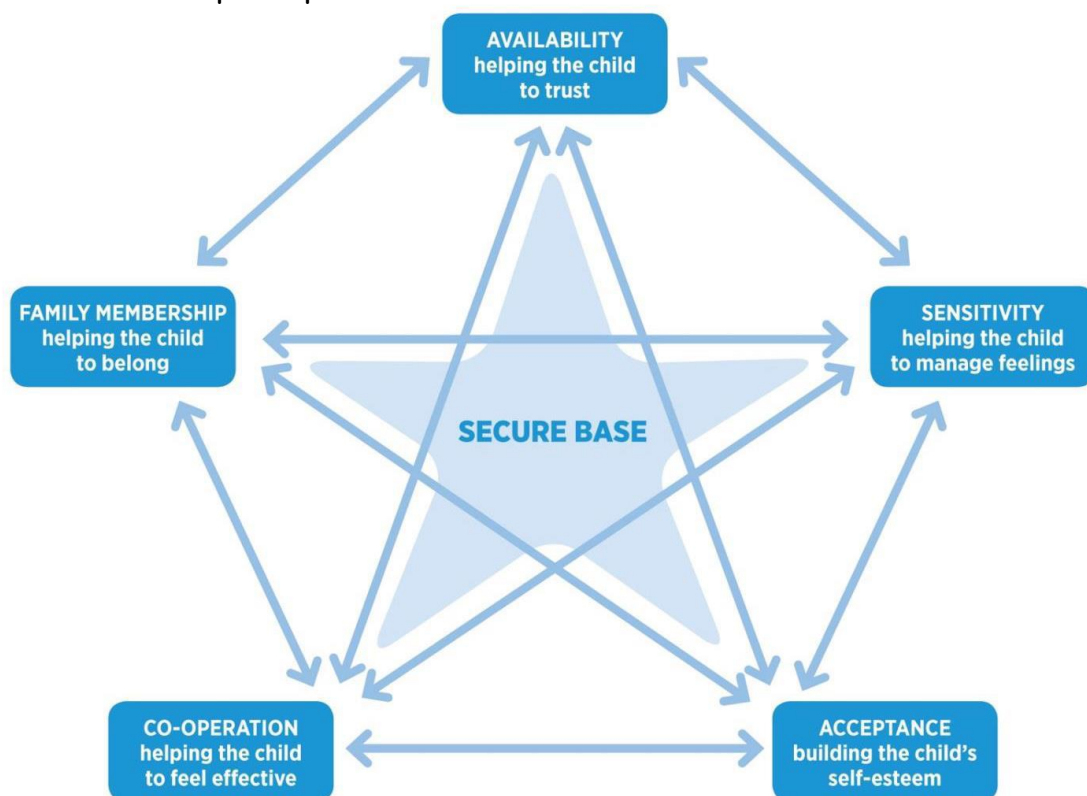 AVAILABILITY
helping the child
to trust
FAMILY MEMBERSHIP
helping the child
to belong
SENSITIVITY
helping the child
to manage feelings
SECURE BASE
CO-OPERATION
helping the child
to feel effective
ACCEPTANCE
building the child's
self-esteem